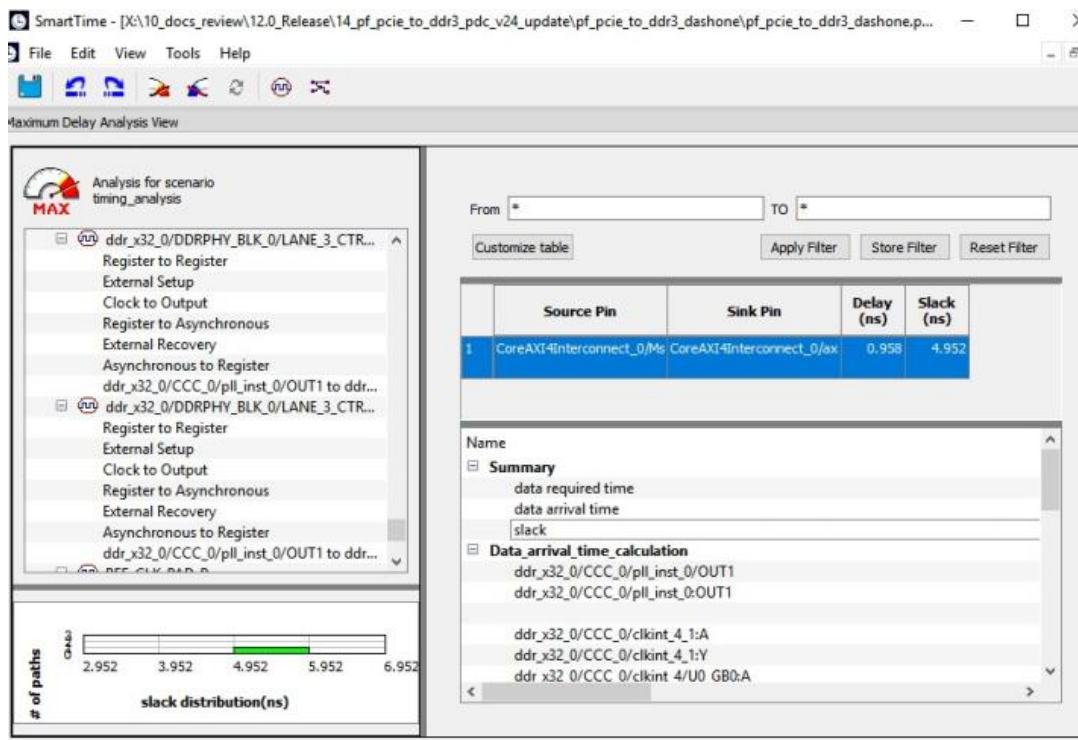 SmartTime - [X:\10_docs_review\12.0_Release\14_pf_pcie_to_ddr3_pdc_v24_update\pf_pcie_to_ddr3_dashone\pf_pcie_to_ddr3_dashone.p...
File Edit View Tools Help
Maximum Delay Analysis View
MAX
Analysis for scenario
timing_analysis
ddr_x32_0/DDRPHY_BLK_0/LANE_3_CTR...
Register to Register
External Setup
Clock to Output
Register to Asynchronous
External Recovery
Asynchronous to Register
ddr_x32_0/CCC_0/pll_inst_0/OUT1 to ddr...
ddr_x32_0/DDRPHY_BLK_0/LANE_3_CTR...
Register to Register
External Setup
Clock to Output
Register to Asynchronous
External Recovery
Asynchronous to Register
ddr_x32_0/CCC_0/pll_inst_0/OUT1 to ddr...
# of paths
2.952 3.952 4.952 5.952 6.952
slack distribution(ns)
From * TO *
Customize table Apply Filter Store Filter Reset Filter
Source Pin Sink Pin Delay (ns) Slack (ns)
1 CoreAXI4Interconnect_0/Ms CoreAXI4Interconnect_0/ax 0.958 4.952
Name
Summary
data required time
data arrival time
slack
Data_arrival_time_calculation
ddr_x32_0/CCC_0/pll_inst_0/OUT1
ddr_x32_0/CCC_0/pll_inst_0:OUT1
ddr_x32_0/CCC_0/clkint_4_1:A
ddr_x32_0/CCC_0/clkint_4_1:Y
ddr_x32_0/CCC_0/clkint_4/U0_GB0:A